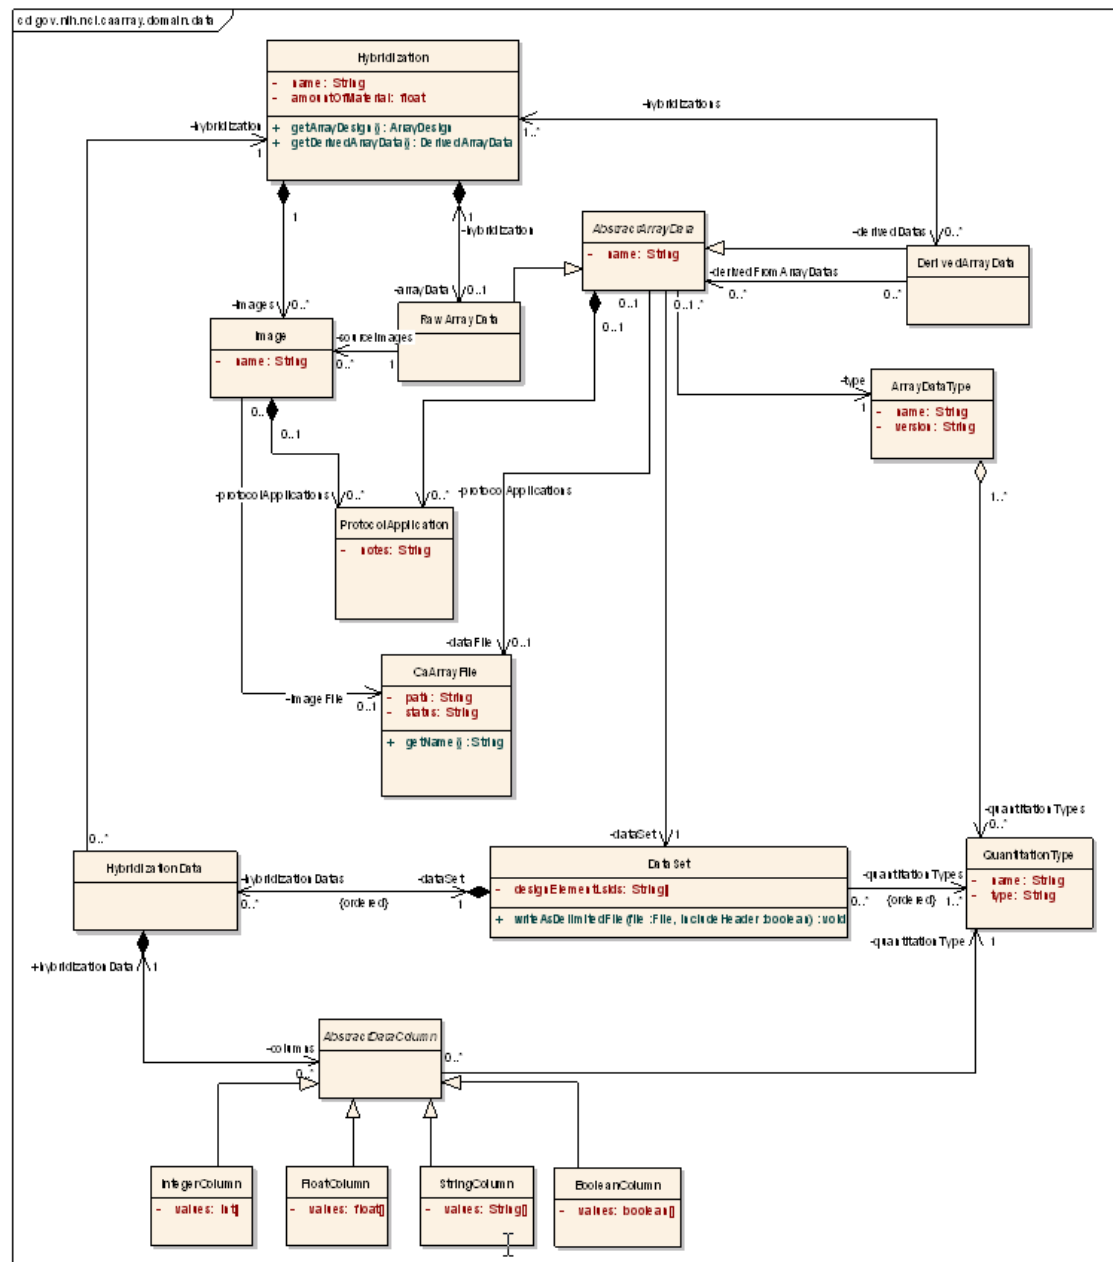 cd gov.nih.nci.caarray.domain.data
Hybridization
- name: String
- amountOfMaterial: float
+ getArrayDesign() : ArrayDesign
+ getDerivedArrayData() : DerivedArrayData
-hybridizations
1..*
-hybridization
1
1
1
-hybridization
AbstractArrayData
- name: String
-derivedDatas
0..*
DerivedArrayData
-derivedFromArrayDatas
0..*
0..*
-images
0..*
-arrayData
0..1
RawArrayData
0..1
0..1
0..1..*
Image
- name: String
-sourceImages
0..*
1
-type
1
ArrayDataType
- name: String
- version: String
0..
0..1
1..*
-protocolApplications
0..*
0..*
-protocolApplications
ProtocolApplication
- notes: String
-dataFile
0..1
CaArrayFile
- path: String
- status: String
+ getName() : String
-imageFile
0..1
-quantitationTypes
0..*
0..*
-dataSet
1
HybridizationData
DataSet
- designElementLsids: String[]
+ writeAsDelimitedFile(file :File, includeHeader :boolean) : void
QuantitationType
- name: String
- type: String
-hybridizationDatas
0..*
{ordered}
-dataSet
1
-quantitationTypes
0..*
{ordered}
1..*
-quantitationType
1
+hybridizationData
1
AbstractDataColumn
-columns
0..*
0..*
IntegerColumn
- values: int[]
FloatColumn
- values: float[]
StringColumn
- values: String[]
BooleanColumn
- values: boolean[]